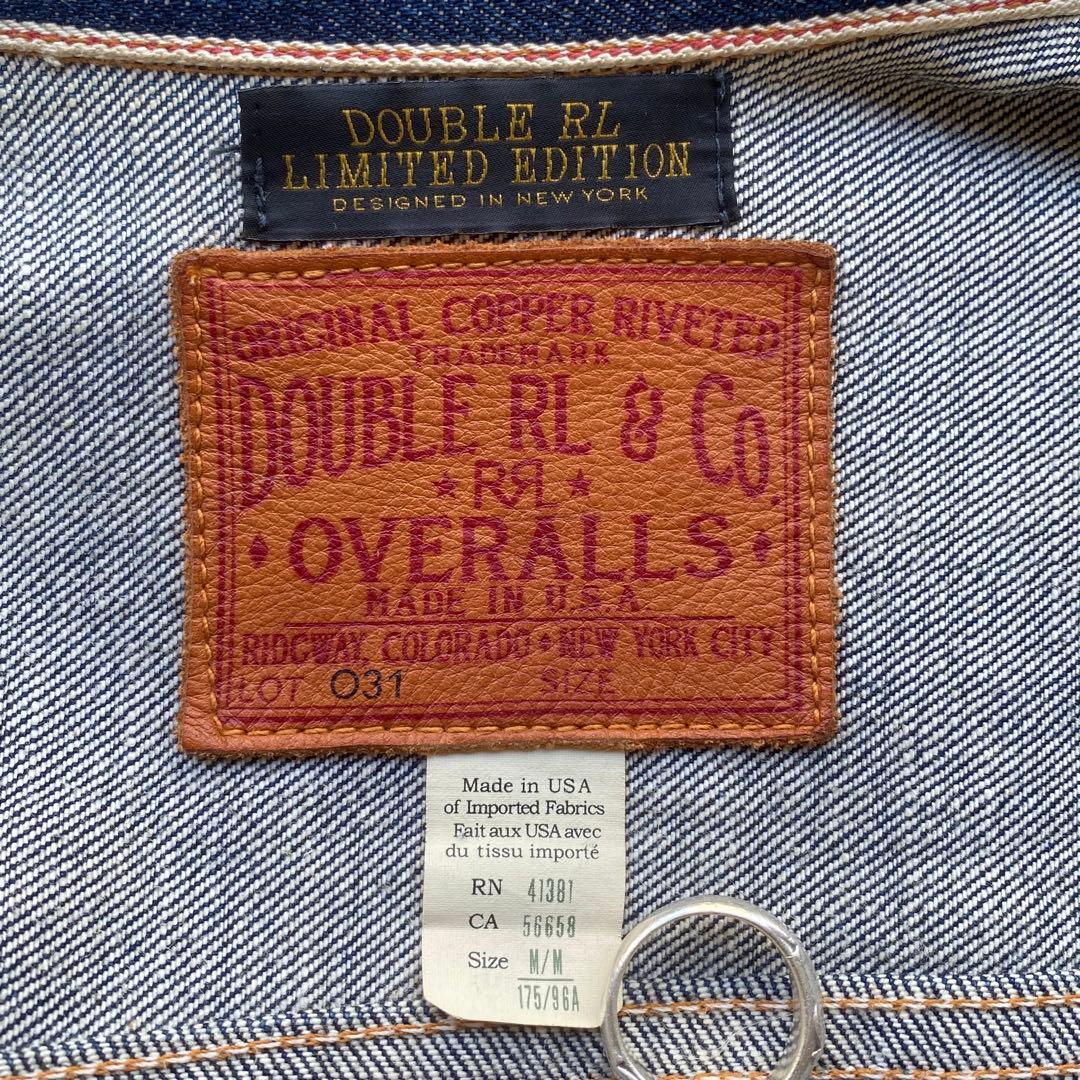 DOUBLE RL
LIMITED EDITION
DESIGNED IN NEW YORK
ORIGINAL COPPER RIVETED
TRADEMARK
DOUBLE RL & Co.
★ RRL ★
• OVERALLS •
MADE IN U.S.A.
RIDGWAY, COLORADO • NEW YORK CITY
LOT 031 SIZE
Made in USA
of Imported Fabrics
Fait aux USA avec
du tissu importé
RN 41381
CA 56658
Size M/M
175/96A